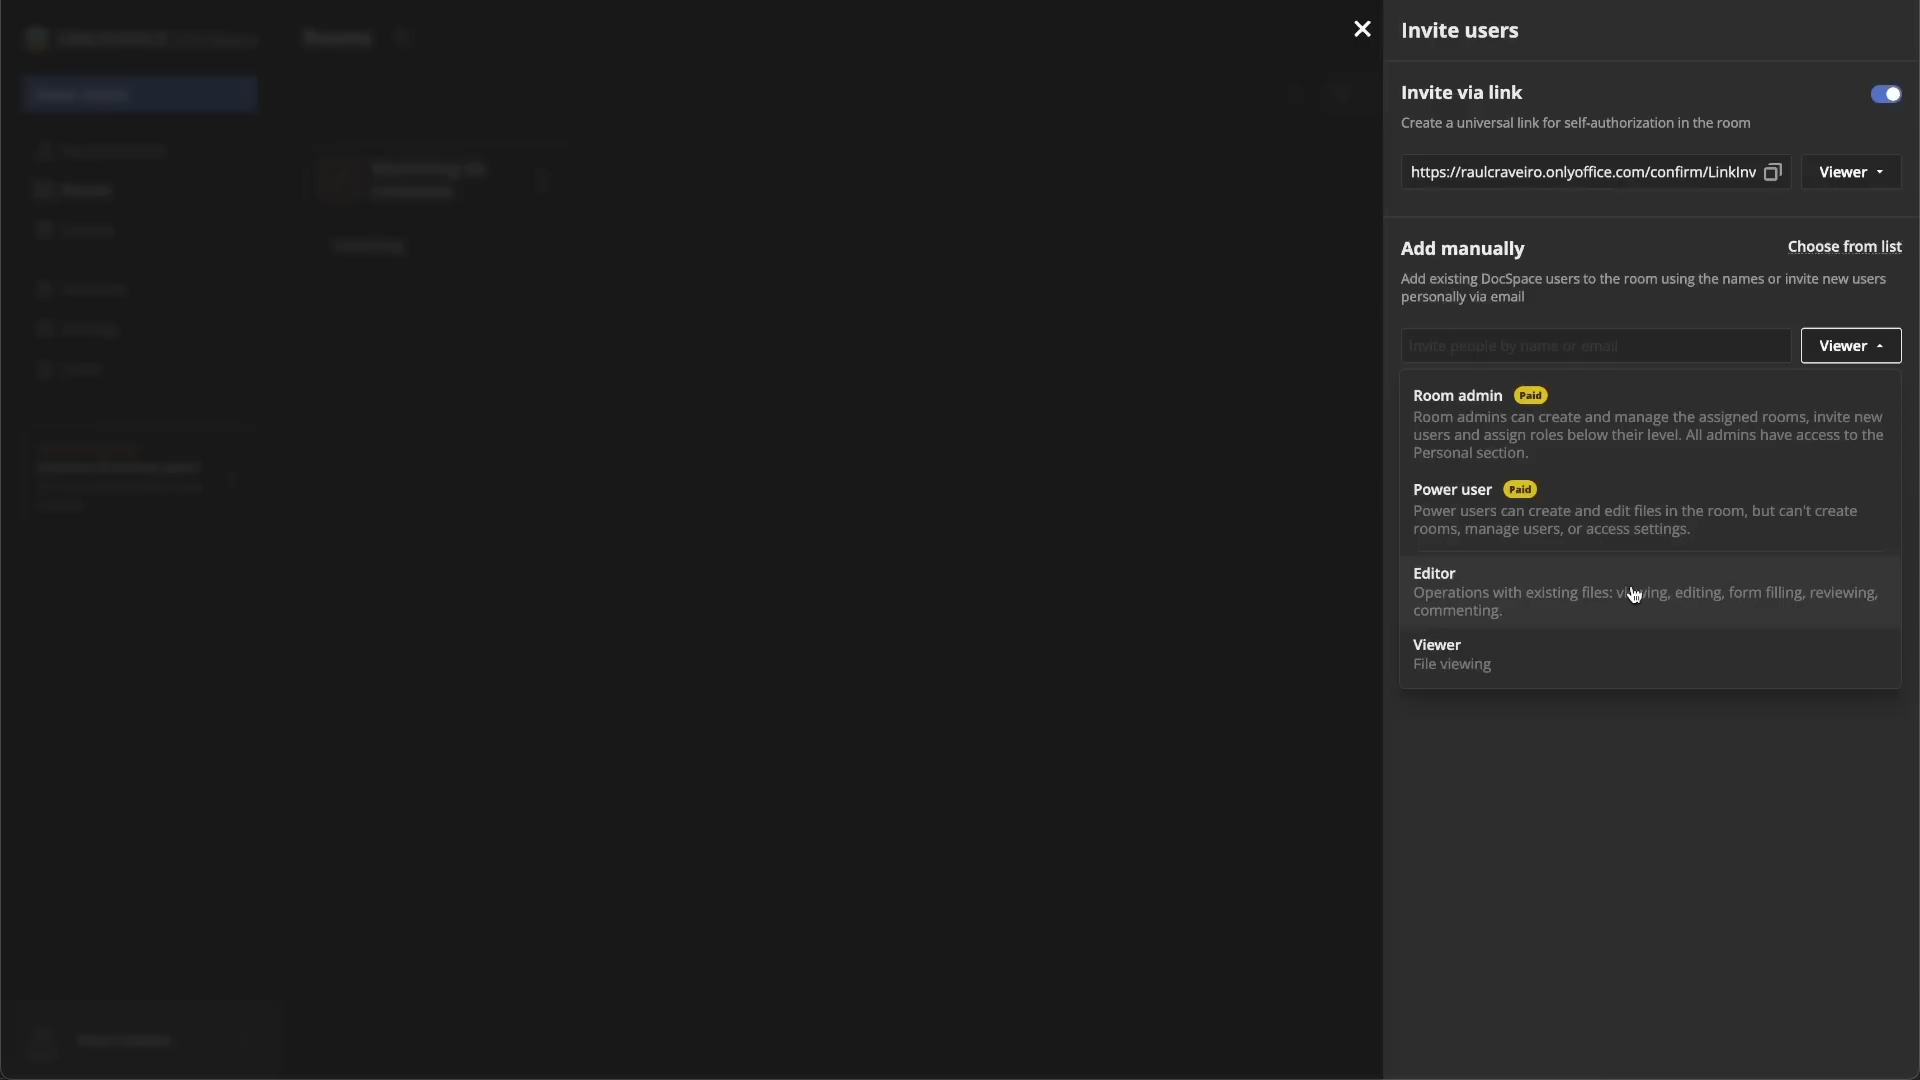 Rooms
Invite users
Invite via link
Create a universal link for self-authorization in the room
https://raulcraveiro.onlyoffice.com/confirm/LinkInv
Viewer
Add manually
Choose from list
Add existing DocSpace users to the room using the names or invite new users
personally via email
Invite people by name or email
Viewer
Room admin Paid
Room admins can create and manage the assigned rooms, invite new
users and assign roles below their level. All admins have access to the
Personal section.
Power user Paid
Power users can create and edit files in the room, but can't create
rooms, manage users, or access settings.
Editor
Operations with existing files: viewing, editing, form filling, reviewing,
commenting.
Viewer
File viewing